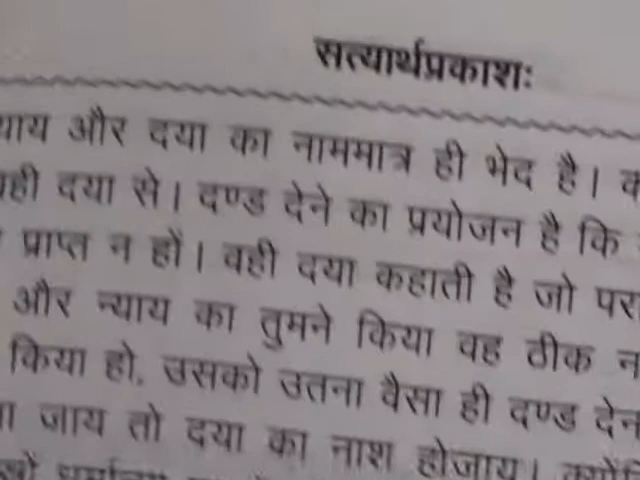 सत्यार्थप्रकाशः
और दया का नाममात्र ही भेद है।
दया से। दण्ड देने का प्रयोजन है कि
प्राप्त न हों। वही दया कहाती है जो
और न्याय का तुमने किया वह ठीक
किया हो, उसको उतना वैसा ही दण्ड
जाय तो दया का नाश होजाय।